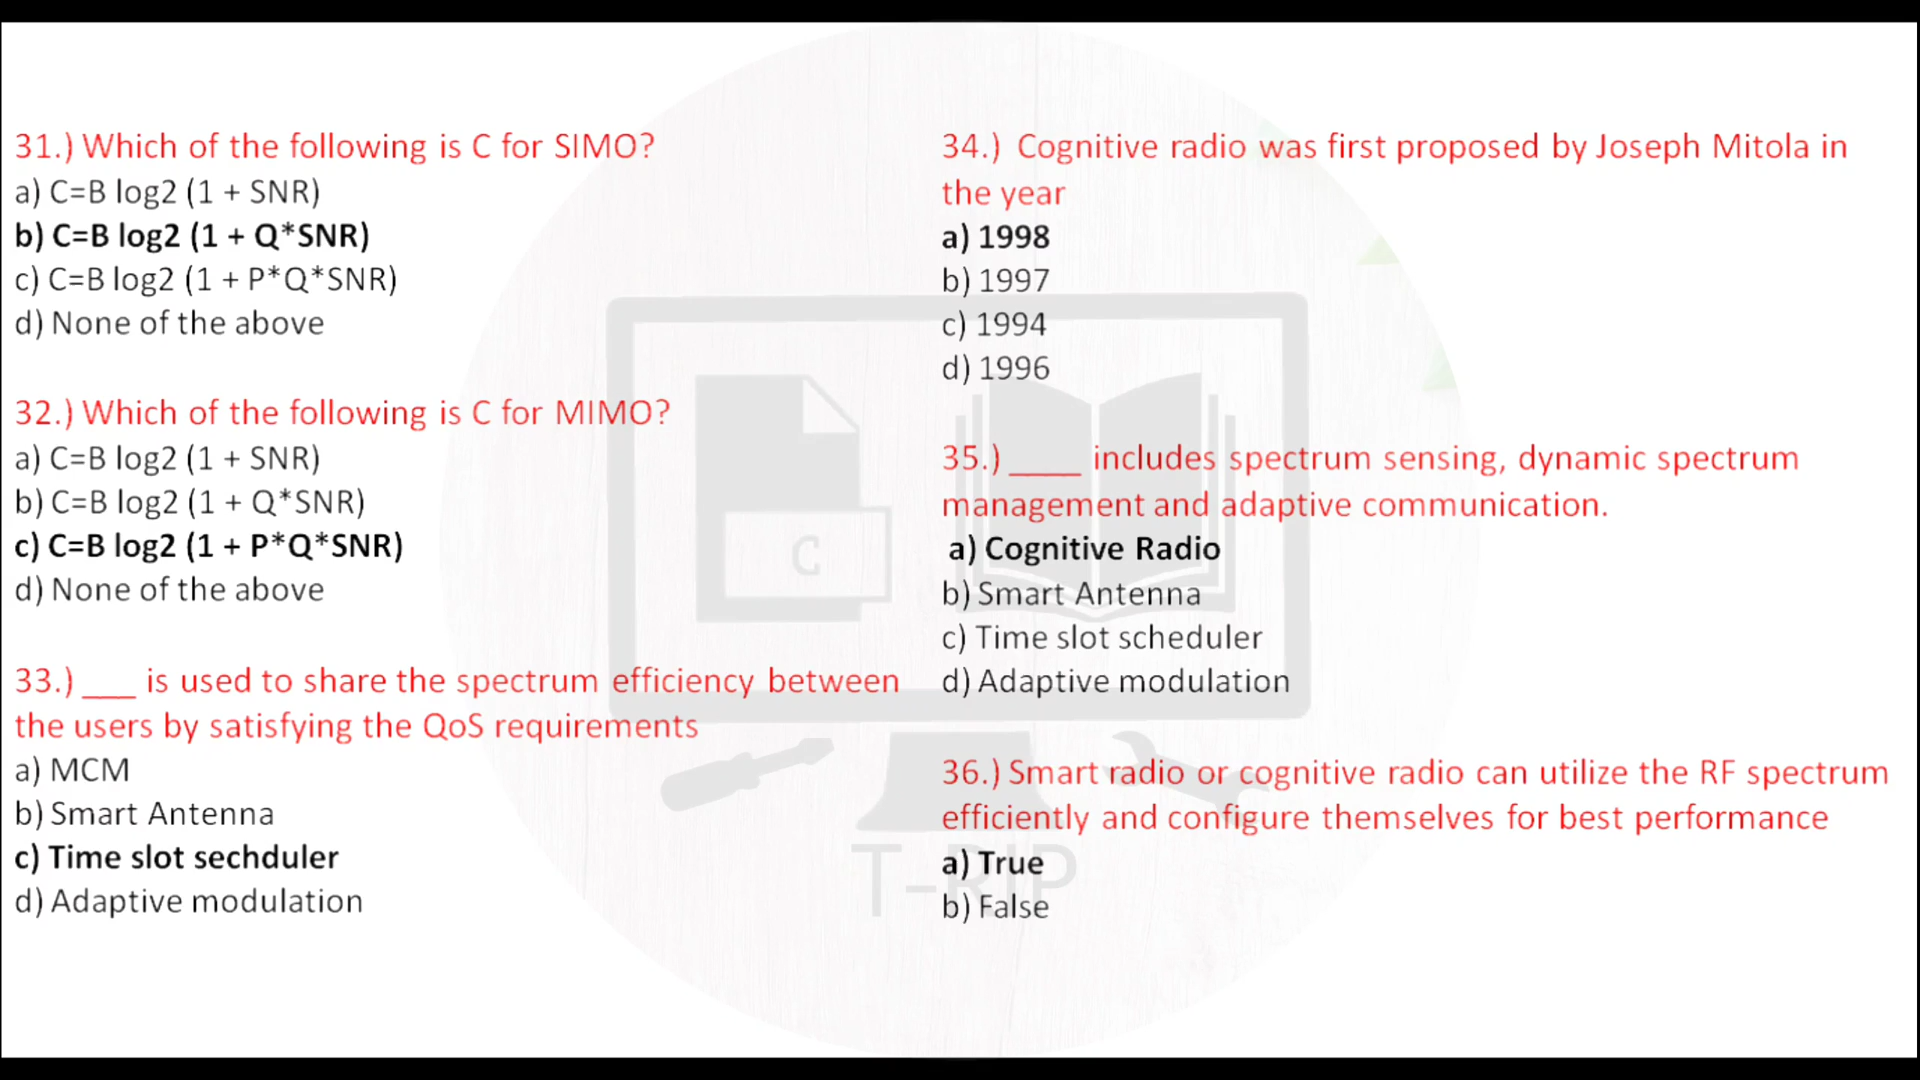 31.) Which of the following is C for SIMO?
a) C=B log2 (1 + SNR)
b) C=B log2 (1 + Q*SNR)
c) C=B log2 (1 + P*Q*SNR)
d) None of the above
32.) Which of the following is C for MIMO?
a) C=B log2 (1 + SNR)
b) C=B log2 (1 + Q*SNR)
c) C=B log2 (1 + P*Q*SNR)
d) None of the above
33.) ___ is used to share the spectrum efficiency between
the users by satisfying the QoS requirements
a) MCM
b) Smart Antenna
c) Time slot sechduler
d) Adaptive modulation
34.) Cognitive radio was first proposed by Joseph Mitola in
the year
a) 1998
b) 1997
c) 1994
d) 1996
35.) ____ includes spectrum sensing, dynamic spectrum
management and adaptive communication.
a) Cognitive Radio
b) Smart Antenna
c) Time slot scheduler
d) Adaptive modulation
36.) Smart radio or cognitive radio can utilize the RF spectrum
efficiently and configure themselves for best performance
a) True
b) False
C
T-RIP